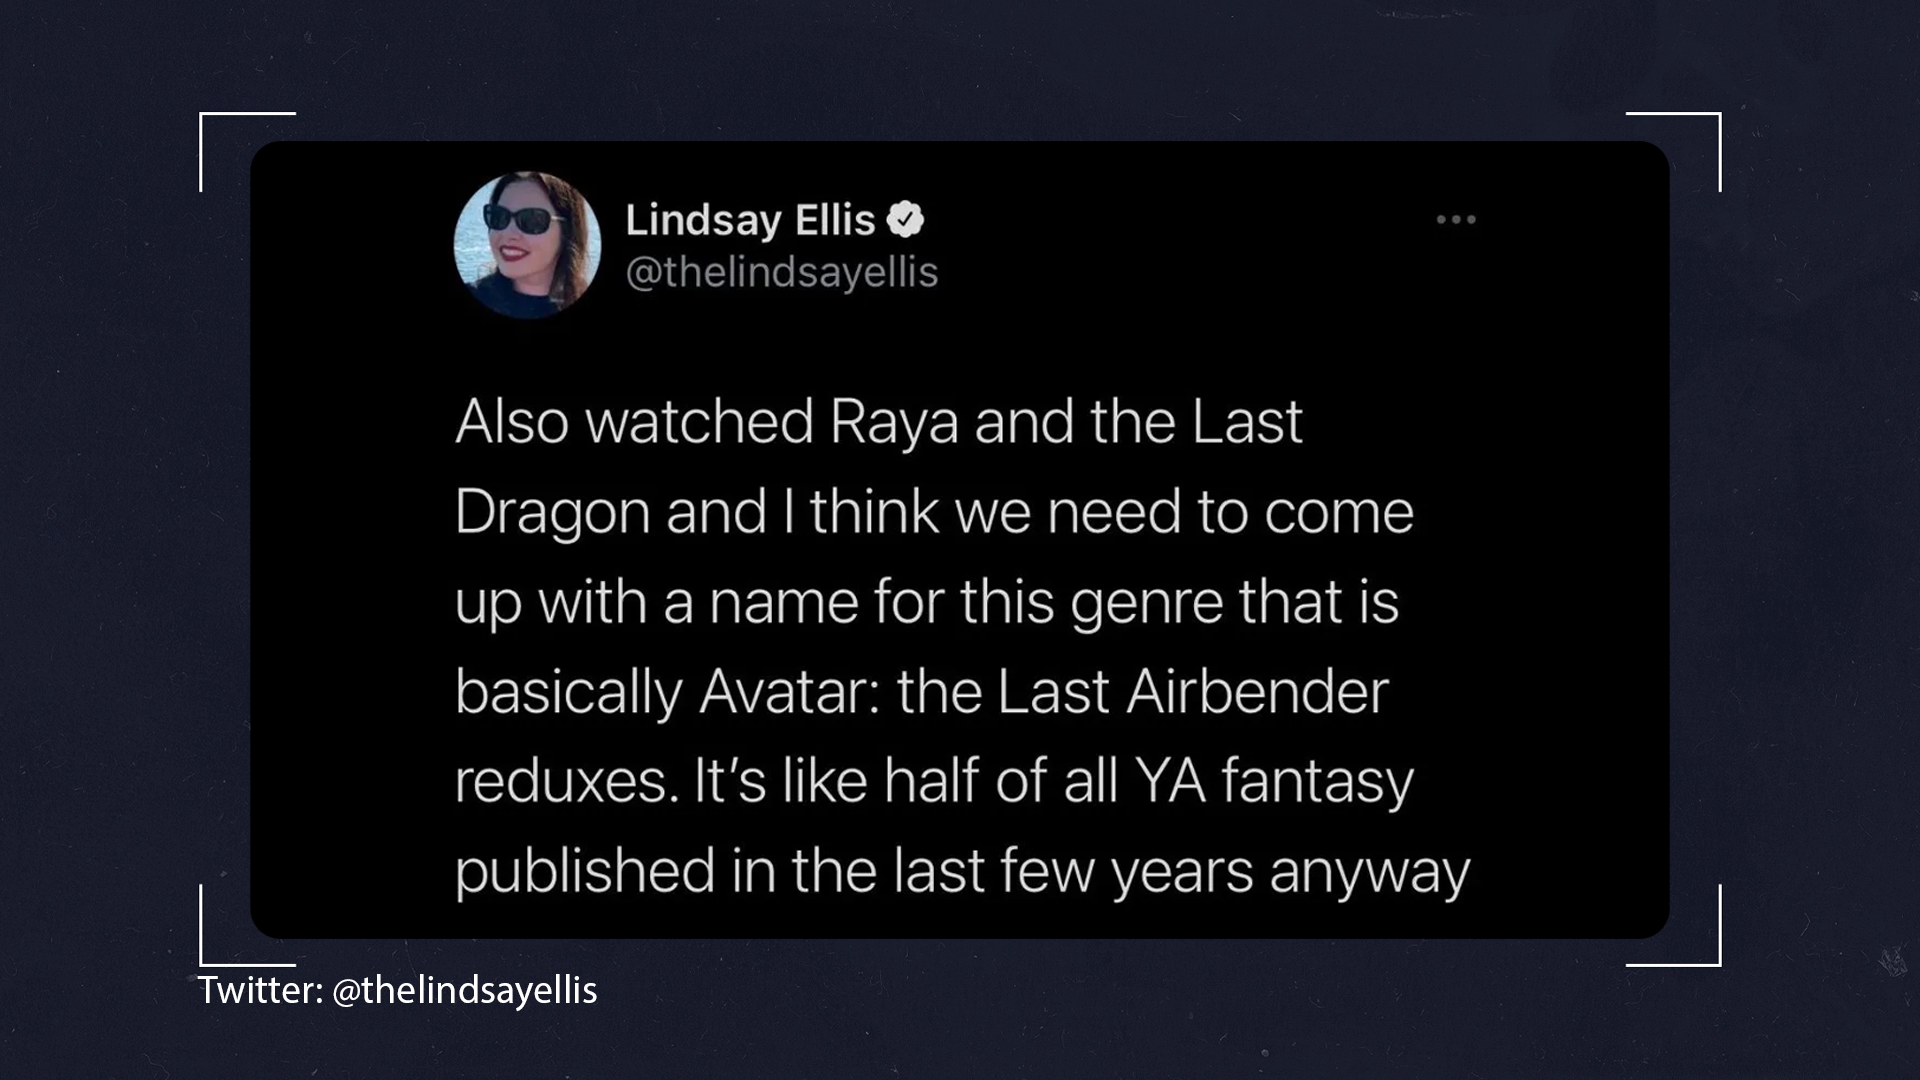 Lindsay Ellis
@thelindsayellis
Also watched Raya and the Last
Dragon and I think we need to come
up with a name for this genre that is
basically Avatar: the Last Airbender
reduxes. It’s like half of all YA fantasy
published in the last few years anyway
Twitter: @thelindsayellis